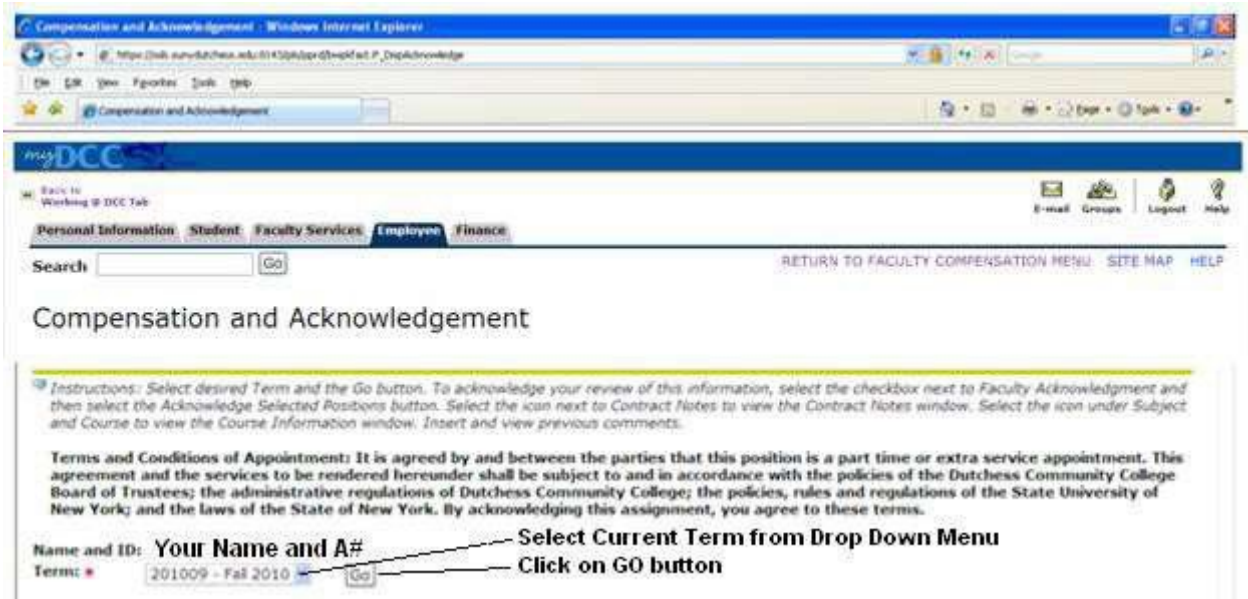 Compensation and Acknowledgement - Windows Internet Explorer
File Edit View Favorites Tools Help
Compensation and Acknowledgement
Page Tools
myDCC
Back to
Working @ DCC Tab
E-mail Groups Logout Help
Personal Information Student Faculty Services Employee Finance
Search Go
RETURN TO FACULTY COMPENSATION MENU SITE MAP HELP
Compensation and Acknowledgement
Instructions: Select desired Term and the Go button. To acknowledge your review of this information, select the checkbox next to Faculty Acknowledgment and
then select the Acknowledge Selected Positions button. Select the icon next to Contract Notes to view the Contract Notes window. Select the icon under Subject
and Course to view the Course Information window. Insert and view previous comments.
Terms and Conditions of Appointment: It is agreed by and between the parties that this position is a part time or extra service appointment. This
agreement and the services to be rendered hereunder shall be subject to and in accordance with the policies of the Dutchess Community College
Board of Trustees; the administrative regulations of Dutchess Community College; the policies, rules and regulations of the State University of
New York; and the laws of the State of New York. By acknowledging this assignment, you agree to these terms.
Name and ID: Your Name and A#
Select Current Term from Drop Down Menu
Term: * 201009 - Fall 2010 Go
Click on GO button